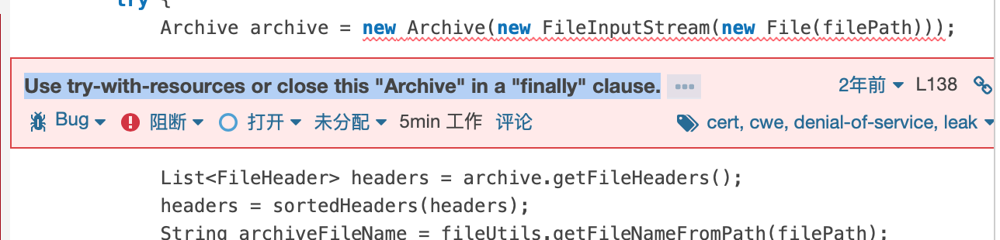 try {
Archive archive = new Archive(new FileInputStream(new File(filePath)));
Use try-with-resources or close this "Archive" in a "finally" clause. ••• 2年前 L138
Bug 阻断 打开 未分配 5min 工作 评论 cert, cwe, denial-of-service, leak
List<FileHeader> headers = archive.getFileHeaders();
headers = sortedHeaders(headers);
String archiveFileName = fileUtils.getFileNameFromPath(filePath);